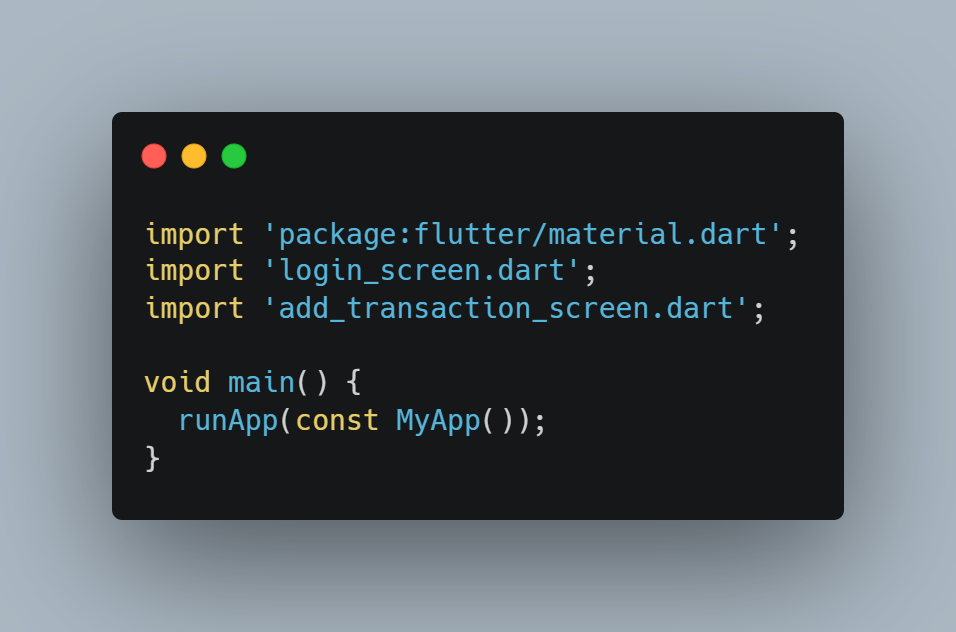 import 'package:flutter/material.dart';
import 'login_screen.dart';
import 'add_transaction_screen.dart';

void main() {
  runApp(const MyApp());
}